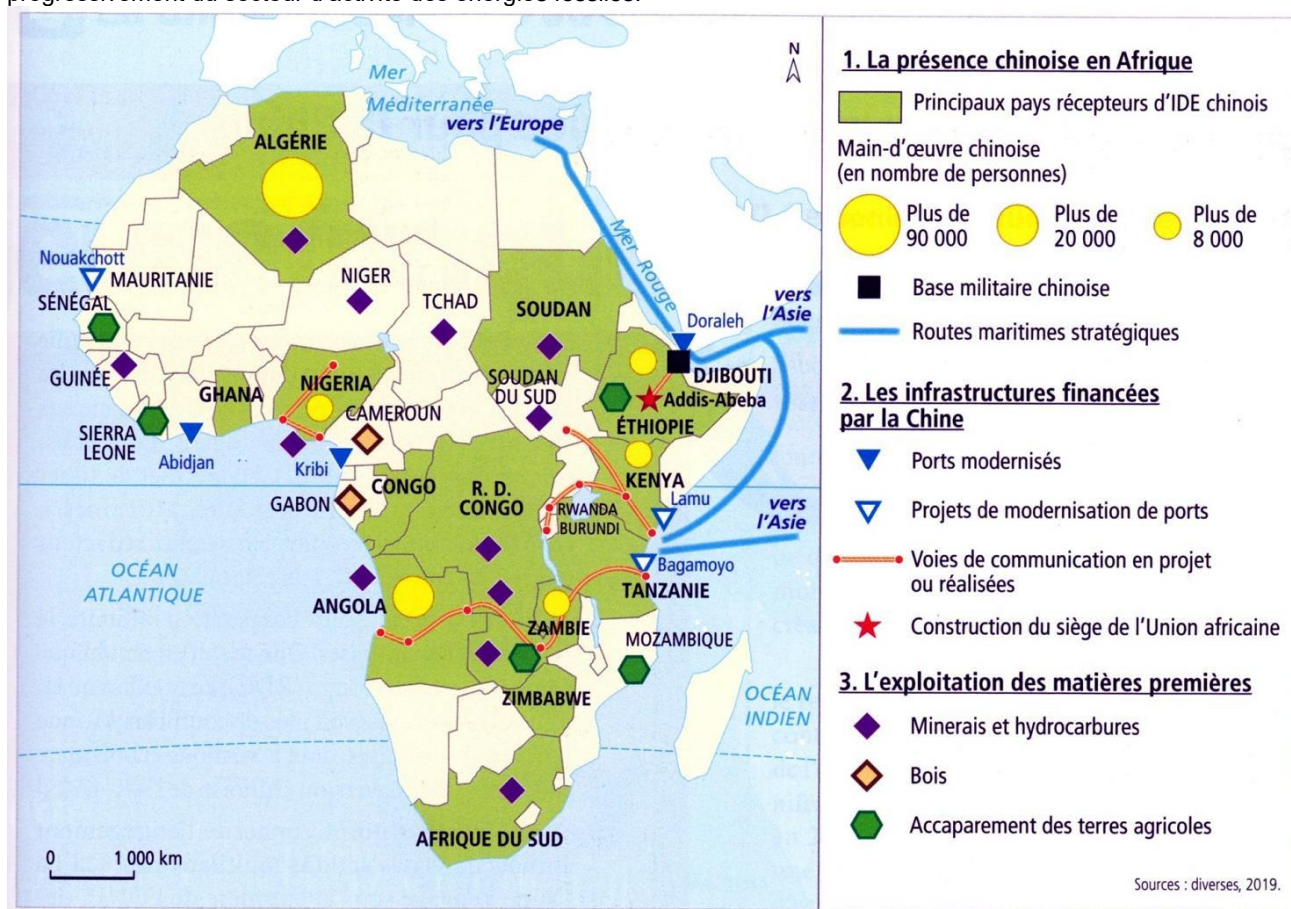 progressivement du secteur d'activité des énergies fossiles.
Mer
Méditerranée
vers l'Europe
N
ALGÉRIE
Mer Rouge
Nouakchott
MAURITANIE
NIGER
TCHAD
SOUDAN
vers
l'Asie
SÉNÉGAL
Doraleh
GUINÉE
GHANA
NIGERIA
SOUDAN
DU SUD
DJIBOUTI
Addis-Abeba
CAMEROUN
ÉTHIOPIE
SIERRA
LEONE
Abidjan
Kribi
CONGO
R. D.
CONGO
KENYA
GABON
Lamu
vers
l'Asie
RWANDA
BURUNDI
OCÉAN
ATLANTIQUE
Bagamoyo
ANGOLA
TANZANIE
ZAMBIE
MOZAMBIQUE
ZIMBABWE
OCÉAN
INDIEN
AFRIQUE DU SUD
0 1 000 km
1. La présence chinoise en Afrique
Principaux pays récepteurs d'IDE chinois
Main-d'œuvre chinoise
(en nombre de personnes)
Plus de
90 000
Plus de
20 000
Plus de
8 000
Base militaire chinoise
Routes maritimes stratégiques
2. Les infrastructures financées
par la Chine
Ports modernisés
Projets de modernisation de ports
Voies de communication en projet
ou réalisées
Construction du siège de l'Union africaine
3. L'exploitation des matières premières
Minerais et hydrocarbures
Bois
Accaparement des terres agricoles
Sources : diverses, 2019.